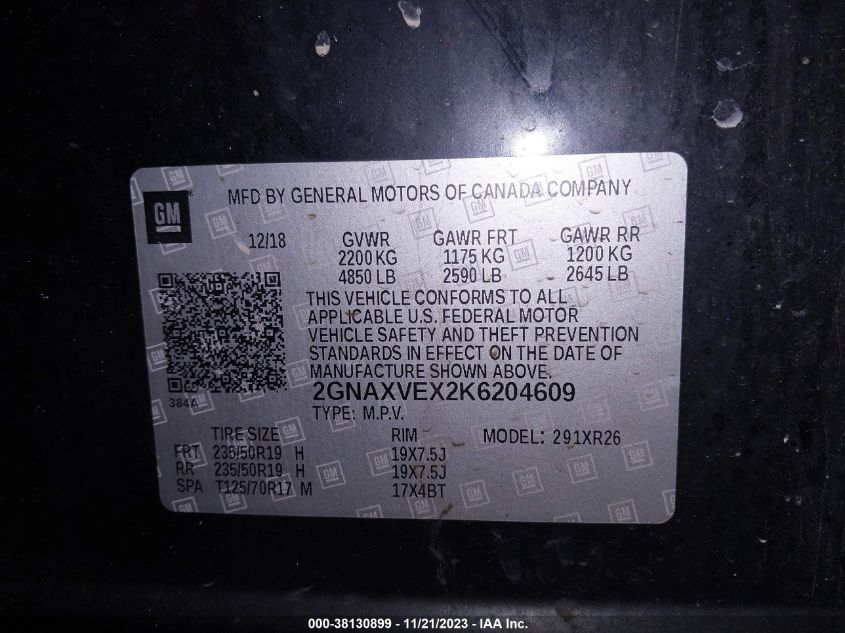 GM
MFD BY GENERAL MOTORS OF CANADA COMPANY
12/18 GVWR GAWR FRT GAWR RR
2200 KG 1175 KG 1200 KG
4850 LB 2590 LB 2645 LB
THIS VEHICLE CONFORMS TO ALL
APPLICABLE U.S. FEDERAL MOTOR
VEHICLE SAFETY AND THEFT PREVENTION
STANDARDS IN EFFECT ON THE DATE OF
MANUFACTURE SHOWN ABOVE.
384A
2GNAXVEX2K6204609
TYPE: M.P.V.
TIRE SIZE RIM MODEL: 291XR26
FRT 235/50R19 H 19X7.5J
RR 235/50R19 H 19X7.5J
SPA T125/70R17 M 17X4BT
000-38130899 - 11/21/2023 - IAA Inc.